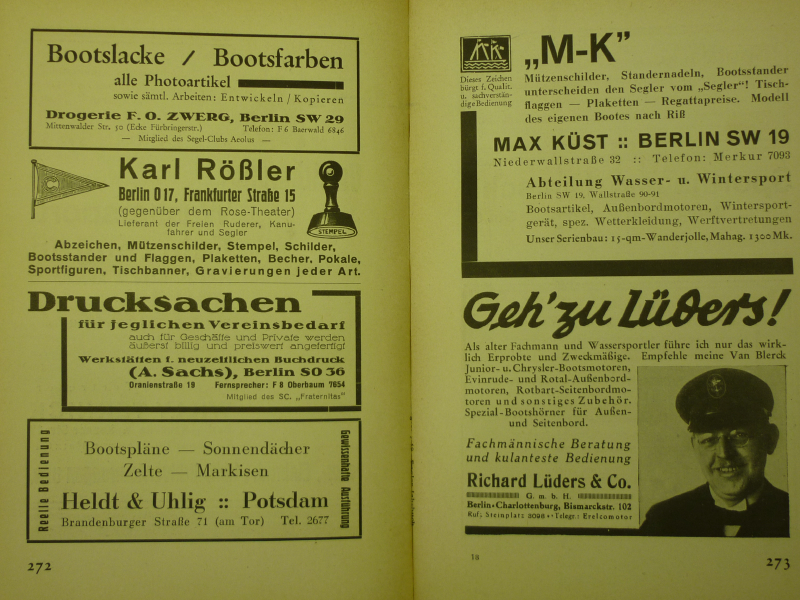 Bootslacke / Bootsfarben
alle Photoartikel
sowie sämtl. Arbeiten: Entwickeln / Kopieren
Drogerie F. O. ZWERG, Berlin SW 29
Mittenwalder Str. 50 (Ecke Fürbringerstr.) Telefon: F 6 Baerwald 6846
— Mitglied des Segel-Clubs Aeolus —
Karl Rößler
Berlin O 17, Frankfurter Straße 15
(gegenüber dem Rose-Theater)
Lieferant der Freien Ruderer, Kanu-
fahrer und Segler
STEMPEL
Abzeichen, Mützenschilder, Stempel, Schilder,
Bootsstander und Flaggen, Plaketten, Becher, Pokale,
Sportfiguren, Tischbanner, Gravierungen jeder Art.
Drucksachen
für jeglichen Vereinsbedarf
auch für Geschäfte und Private werden
äußerst billig und preiswert angefertigt
Werkstätten f. neuzeitlichen Buchdruck
(A. Sachs), Berlin SO 36
Oranienstraße 19 Fernsprecher: F 8 Oberbaum 7654
Mitglied des SC. „Fraternitas"
Reelle Bedienung
Bootspläne — Sonnendächer
Zelte — Markisen
Heldt & Uhlig :: Potsdam
Brandenburger Straße 71 (am Tor) Tel. 2677
Gewissenhafte Ausführung
272
MK
Dieses Zeichen
bürgt f. Qualit.
u. sachverstän-
dige Bedienung
„M-K”
Mützenschilder, Standernadeln, Bootsstander
unterscheiden den Segler vom „Segler“! Tisch-
flaggen — Plaketten — Regattapreise. Modell
des eigenen Bootes nach Riß
MAX KÜST :: BERLIN SW 19
Niederwallstraße 32 :: Telefon: Merkur 7093
Abteilung Wasser- u. Wintersport
Berlin SW 19, Wallstraße 90-91
Bootsartikel, Außenbordmotoren, Wintersport-
gerät, spez. Wetterkleidung, Werftvertretungen
Unser Serienbau: 15-qm-Wanderjolle, Mahag. 1300 Mk.
Geh' zu Lüders!
Als alter Fachmann und Wassersportler führe ich nur das wirk-
lich Erprobte und Zweckmäßige. Empfehle meine Van Blerck
Junior- u. Chrysler-Bootsmotoren,
Evinrude- und Rotal-Außenbord-
motoren, Rotbart-Seitenbordmo-
toren und sonstiges Zubehör.
Spezial-Bootshörner für Außen-
und Seitenbord.
Fachmännische Beratung
und kulanteste Bedienung
Richard Lüders & Co.
G. m. b. H.
Berlin-Charlottenburg, Bismarckstr. 102
Ruf: Steinplatz 3098 · Telegr.: Erelcomotor
18
273